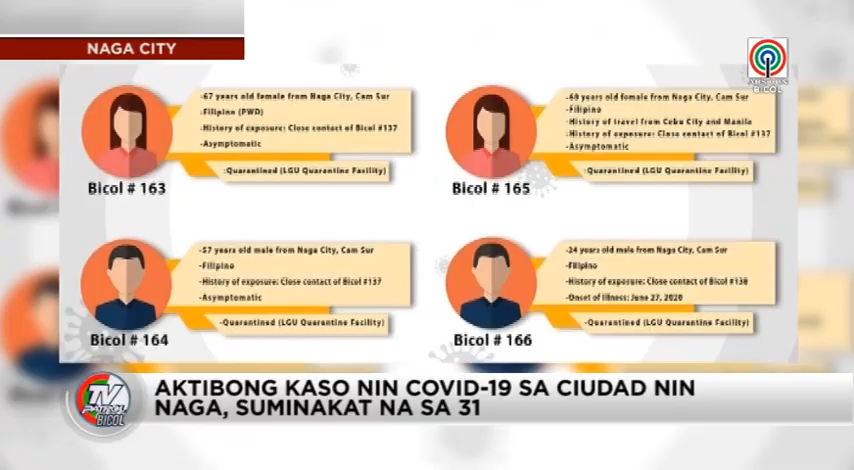 NAGA CITY
ABS-CBN
BICOL
-67 years old female from Naga City, Cam Sur
-Filipino (PWD)
-History of exposure: Close contact of Bicol #137
-Asymptomatic
-Quarantined (LGU Quarantine Facility)
Bicol # 163
-69 years old female from Naga City, Cam Sur
-Filipino
-History of travel from Cebu City and Manila
-History of exposure: Close contact of Bicol #137
-Asymptomatic
-Quarantined (LGU Quarantine Facility)
Bicol # 165
-57 years old male from Naga City, Cam Sur
-Filipino
-History of exposure: Close contact of Bicol #137
-Asymptomatic
-Quarantined (LGU Quarantine Facility)
Bicol # 164
-24 years old male from Naga City, Cam Sur
-Filipino
-History of exposure: Close contact of Bicol #138
-Onset of Illness: June 27, 2020
-Quarantined (LGU Quarantine Facility)
Bicol # 166
TV
PATROL
BICOL
AKTIBONG KASO NIN COVID-19 SA CIUDAD NIN
NAGA, SUMINAKAT NA SA 31